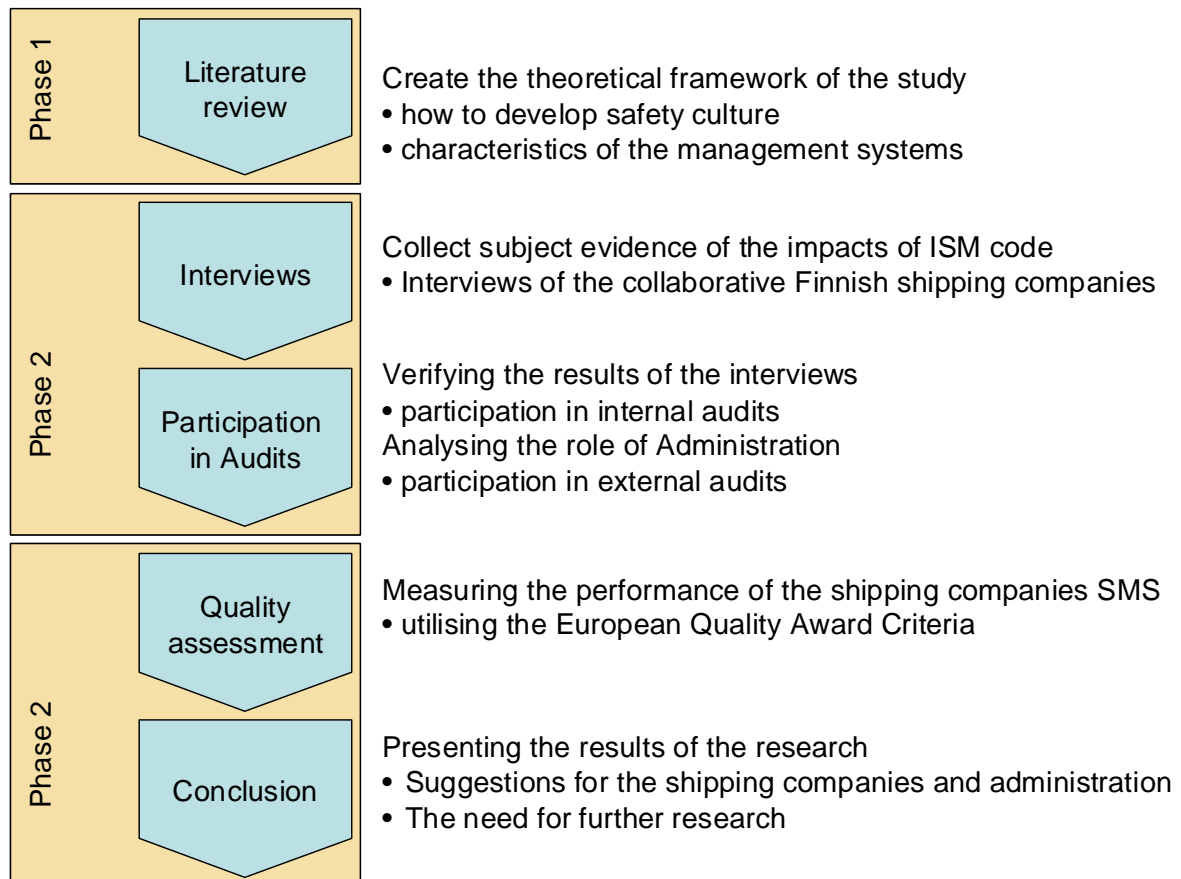 Phase 1
Literature
review
Create the theoretical framework of the study
• how to develop safety culture
• characteristics of the management systems
Phase 2
Interviews
Collect subject evidence of the impacts of ISM code
• Interviews of the collaborative Finnish shipping companies
Participation
in Audits
Verifying the results of the interviews
• participation in internal audits
Analysing the role of Administration
• participation in external audits
Phase 2
Quality
assessment
Measuring the performance of the shipping companies SMS
• utilising the European Quality Award Criteria
Conclusion
Presenting the results of the research
• Suggestions for the shipping companies and administration
• The need for further research